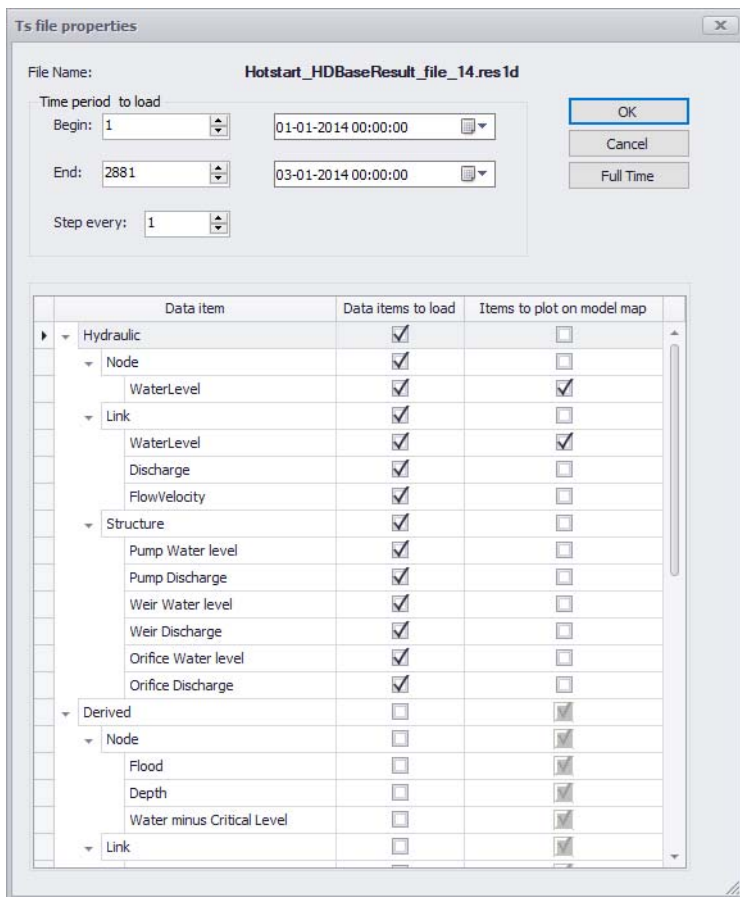 Ts file properties
File Name: Hotstart_HDBaseResult_file_14.res1d
Time period to load
Begin: 1 01-01-2014 00:00:00
OK
Cancel
End: 2881 03-01-2014 00:00:00
Full Time
Step every: 1
Data item Data items to load Items to plot on model map
Hydraulic
Node
WaterLevel
Link
WaterLevel
Discharge
FlowVelocity
Structure
Pump Water level
Pump Discharge
Weir Water level
Weir Discharge
Orifice Water level
Orifice Discharge
Derived
Node
Flood
Depth
Water minus Critical Level
Link